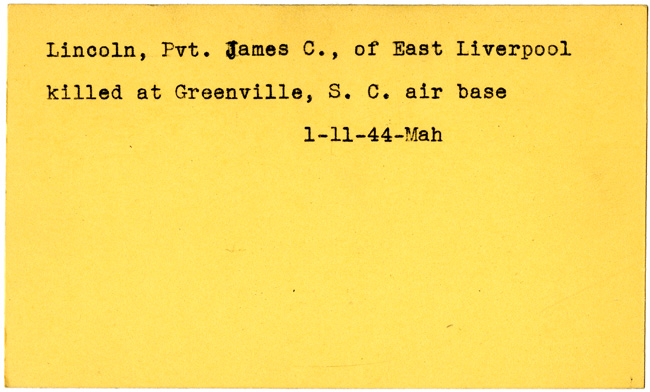 Lincoln, Pvt. James C., of East Liverpool
killed at Greenville, S. C. air base
1-11-44-Mah